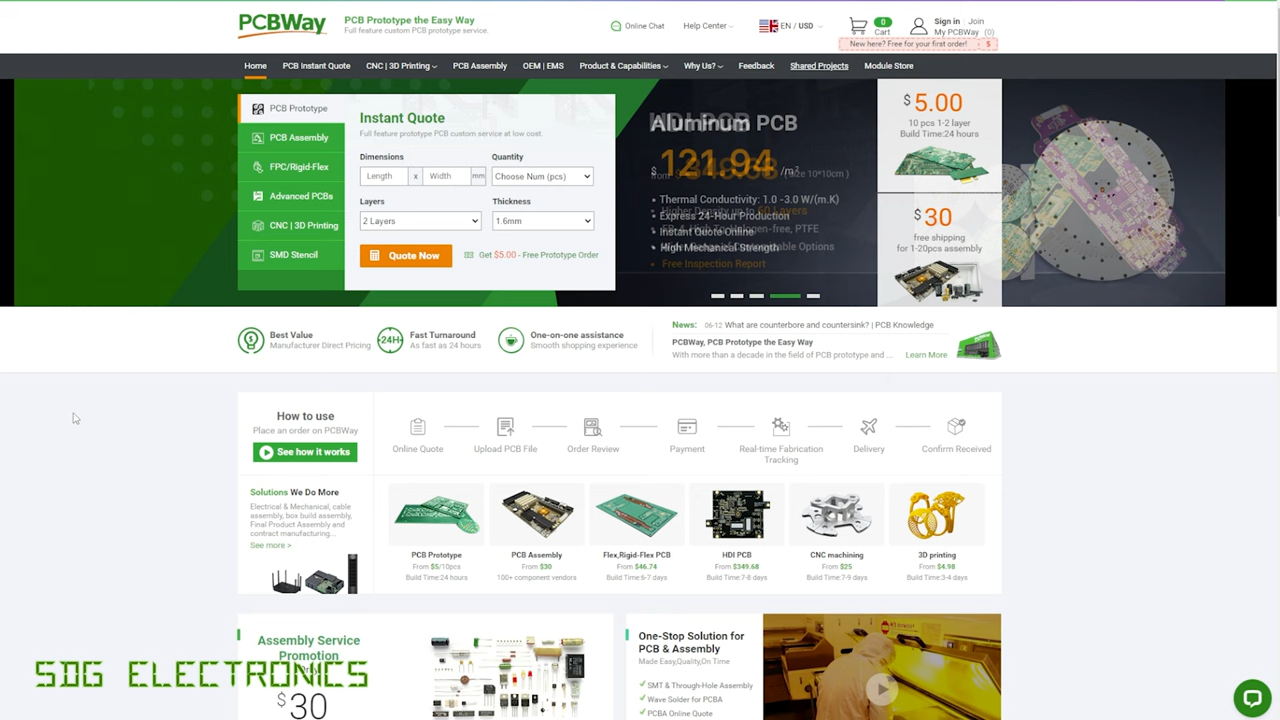 PCBWay
PCB Prototype the Easy Way
Full feature custom PCB prototype service.
Online Chat
Help Center
EN / USD
0
Cart
Sign in | Join
My PCBWay (0)
New here? Free for your first order! $
Home
PCB Instant Quote
CNC | 3D Printing
PCB Assembly
OEM | EMS
Product & Capabilities
Why Us?
Feedback
Shared Projects
Module Store
PCB Prototype
PCB Assembly
FPC/Rigid-Flex
Advanced PCBs
CNC | 3D Printing
SMD Stencil
Instant Quote
Full feature prototype PCB custom service at low cost.
Dimensions
Quantity
Length x Width mm
Choose Num (pcs)
Layers
Thickness
2 Layers
1.6mm
Quote Now
Get $5.00 - Free Prototype Order
Aluminum PCB
$ 121.94 /m²
• Thermal Conductivity: 1.0 -3.0 W/(m.K)
• Express 24-Hour Production
• Instant Quote Online
• High Mechanical Strength
• Free Inspection Report
$5.00
10 pcs 1-2 layer
Build Time:24 hours
$30
free shipping
for 1-20pcs assembly
Best Value
Manufacturer Direct Pricing
24H
Fast Turnaround
As fast as 24 hours
One-on-one assistance
Smooth shopping experience
News: 06-12 What are counterbore and countersink? | PCB Knowledge
PCBWay, PCB Prototype the Easy Way
With more than a decade in the field of PCB prototype and ... Learn More
How to use
Place an order on PCBWay
See how it works
Online Quote
Upload PCB File
Order Review
Payment
Real-time Fabrication
Tracking
Delivery
Confirm Received
Solutions We Do More
Electrical & Mechanical, cable
assembly, box build assembly,
Final Product Assembly and
contract manufacturing...
See more >
PCB Prototype
From $5/10pcs
Build Time:24 hours
PCB Assembly
From $30
100+ component vendors
Flex,Rigid-Flex PCB
From $46.74
Build Time:6-7 days
HDI PCB
From $349.68
Build Time:7-8 days
CNC machining
From $25
Build Time:7-9 days
3D printing
From $4.98
Build Time:3-4 days
Assembly Service
Promotion
$30
SDG ELECTRONICS
One-Stop Solution for
PCB & Assembly
Made Easy,Quality,On Time
SMT & Through-Hole Assembly
Wave Solder for PCBA
PCBA Online Quote